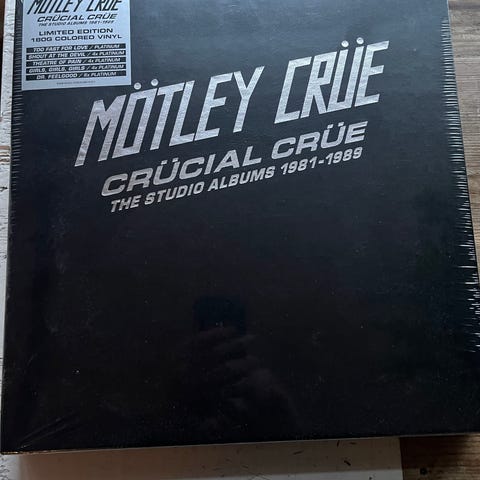 MÖTLEY CRÜE
CRÜCIAL CRÜE
THE STUDIO ALBUMS 1981-1989
LIMITED EDITION
180G COLORED VINYL
TOO FAST FOR LOVE / PLATINUM
SHOUT AT THE DEVIL / 4x PLATINUM
THEATRE OF PAIN / 4x PLATINUM
GIRLS, GIRLS, GIRLS / 4x PLATINUM
DR. FEELGOOD / 6x PLATINUM
MÖTLEY CRÜE
CRÜCIAL CRÜE
THE STUDIO ALBUMS 1981-1989